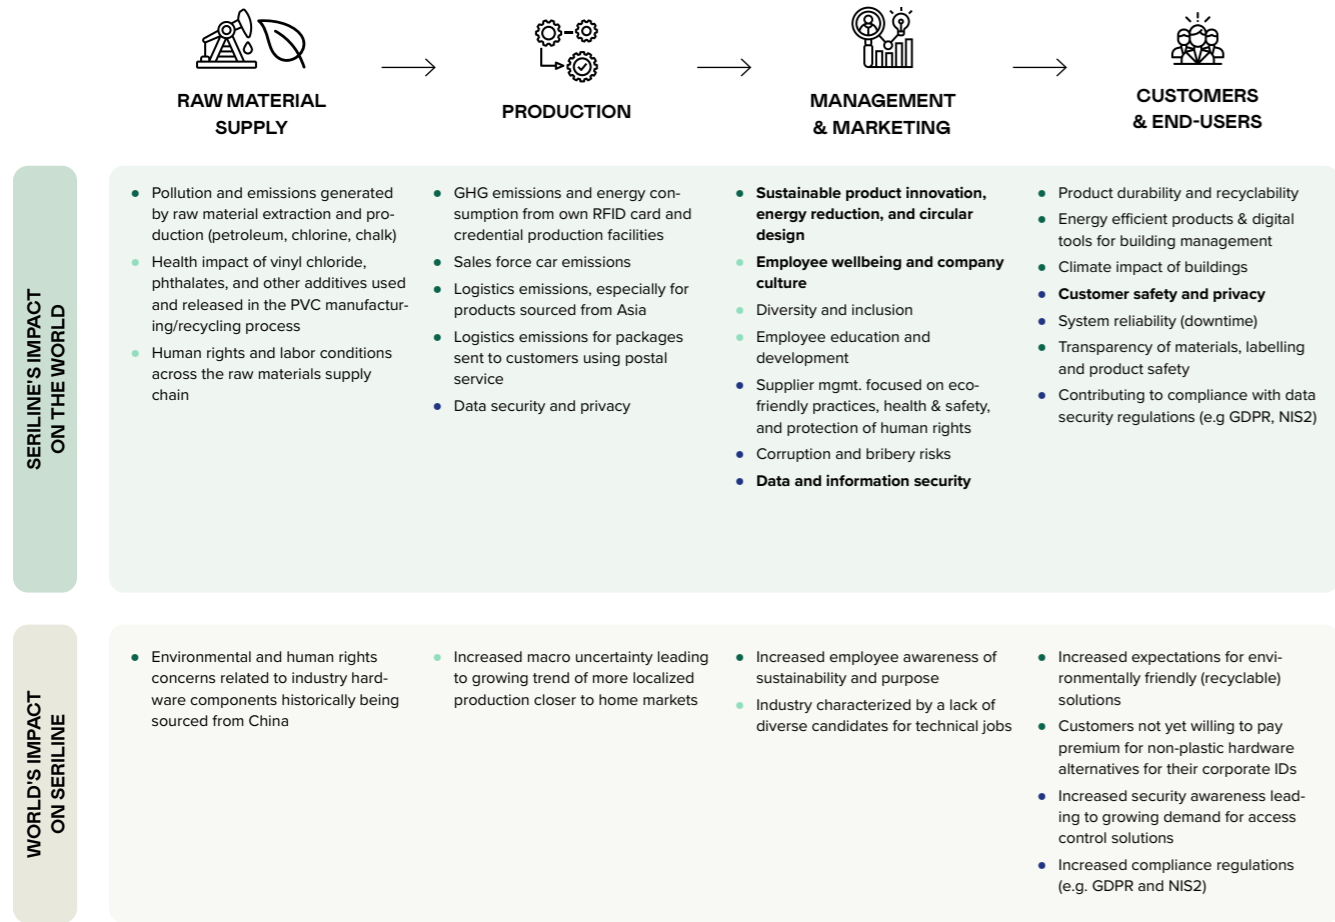 RAW MATERIAL
SUPPLY
PRODUCTION
MANAGEMENT
& MARKETING
CUSTOMERS
& END-USERS
SERILINE'S IMPACT
ON THE WORLD
Pollution and emissions generated
by raw material extraction and pro-
duction (petroleum, chlorine, chalk)
Health impact of vinyl chloride,
phthalates, and other additives used
and released in the PVC manufactur-
ing/recycling process
Human rights and labor conditions
across the raw materials supply
chain
GHG emissions and energy con-
sumption from own RFID card and
credential production facilities
Sales force car emissions
Logistics emissions, especially for
products sourced from Asia
Logistics emissions for packages
sent to customers using postal
service
Data security and privacy
Sustainable product innovation,
energy reduction, and circular
design
Employee wellbeing and company
culture
Diversity and inclusion
Employee education and
development
Supplier mgmt. focused on eco-
friendly practices, health & safety,
and protection of human rights
Corruption and bribery risks
Data and information security
Product durability and recyclability
Energy efficient products & digital
tools for building management
Climate impact of buildings
Customer safety and privacy
System reliability (downtime)
Transparency of materials, labelling
and product safety
Contributing to compliance with data
security regulations (e.g GDPR, NIS2)
WORLD'S IMPACT
ON SERILINE
Environmental and human rights
concerns related to industry hard-
ware components historically being
sourced from China
Increased macro uncertainty leading
to growing trend of more localized
production closer to home markets
Increased employee awareness of
sustainability and purpose
Industry characterized by a lack of
diverse candidates for technical jobs
Increased expectations for envi-
ronmentally friendly (recyclable)
solutions
Customers not yet willing to pay
premium for non-plastic hardware
alternatives for their corporate IDs
Increased security awareness lead-
ing to growing demand for access
control solutions
Increased compliance regulations
(e.g. GDPR and NIS2)